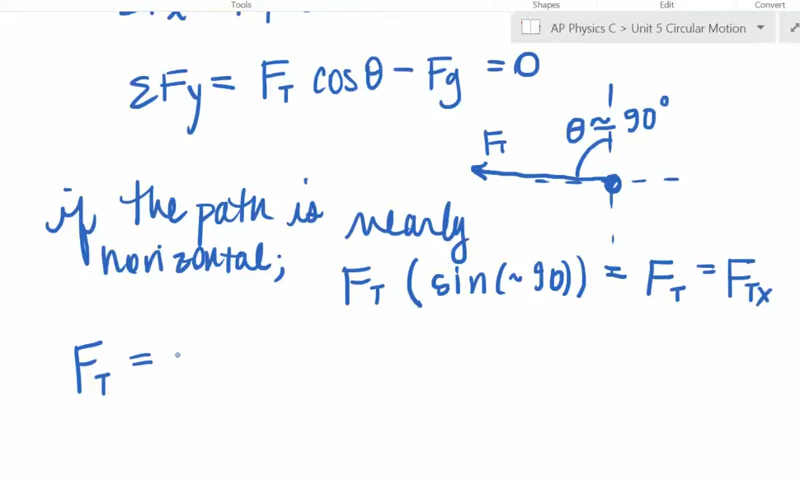 Tools Shapes Edit Convert
AP Physics C > Unit 5 Circular Motion
ΣFy = FT cosθ − Fg = 0
θ ≈ 90°
FT
if the path is nearly
horizontal;
FT (sin(~90)) = FT = FTx
FT =